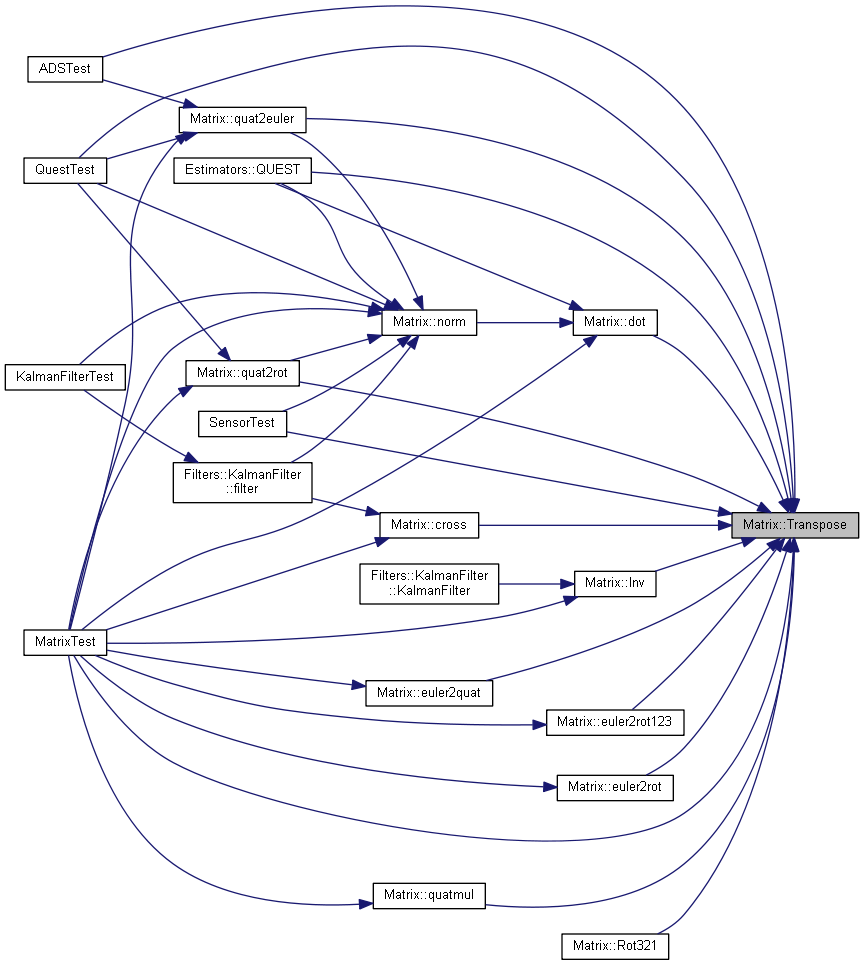 ADSTest
Matrix::quat2euler
QuestTest
Estimators::QUEST
Matrix::norm
Matrix::dot
KalmanFilterTest
Matrix::quat2rot
SensorTest
Filters::KalmanFilter
::filter
Matrix::cross
Matrix::Transpose
Filters::KalmanFilter
::KalmanFilter
Matrix::Inv
MatrixTest
Matrix::euler2quat
Matrix::euler2rot123
Matrix::euler2rot
Matrix::quatmul
Matrix::Rot321